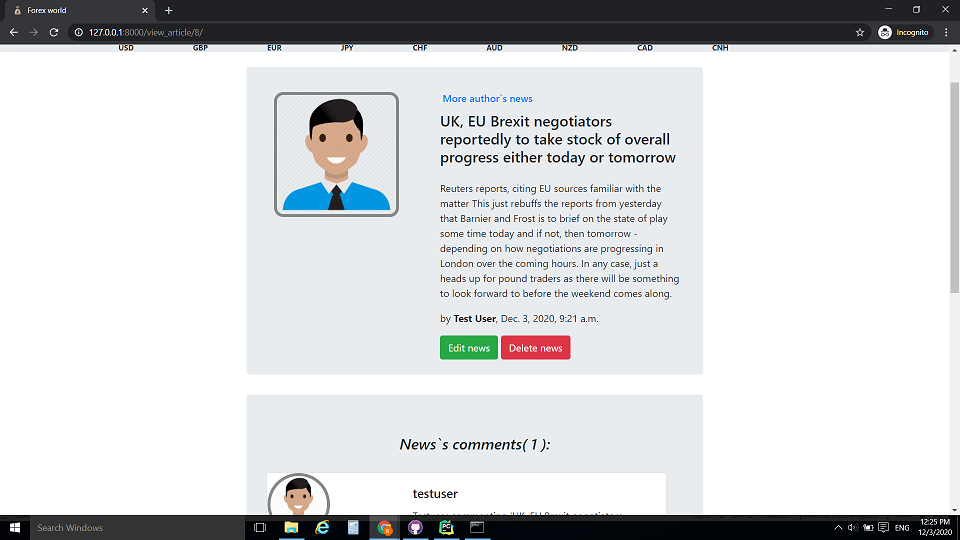 Forex world
127.0.0.1:8000/view_article/8/
Incognito
USD GBP EUR JPY CHF AUD NZD CAD CNH
More author`s news
UK, EU Brexit negotiators
reportedly to take stock of overall
progress either today or tomorrow
Reuters reports, citing EU sources familiar with the
matter This just rebuffs the reports from yesterday
that Barnier and Frost is to brief on the state of play
some time today and if not, then tomorrow -
depending on how negotiations are progressing in
London over the coming hours. In any case, just a
heads up for pound traders as there will be something
to look forward to before the weekend comes along.
by Test User, Dec. 3, 2020, 9:21 a.m.
Edit news Delete news
News`s comments( 1 ):
testuser
Search Windows
ENG
12:25 PM
12/3/2020